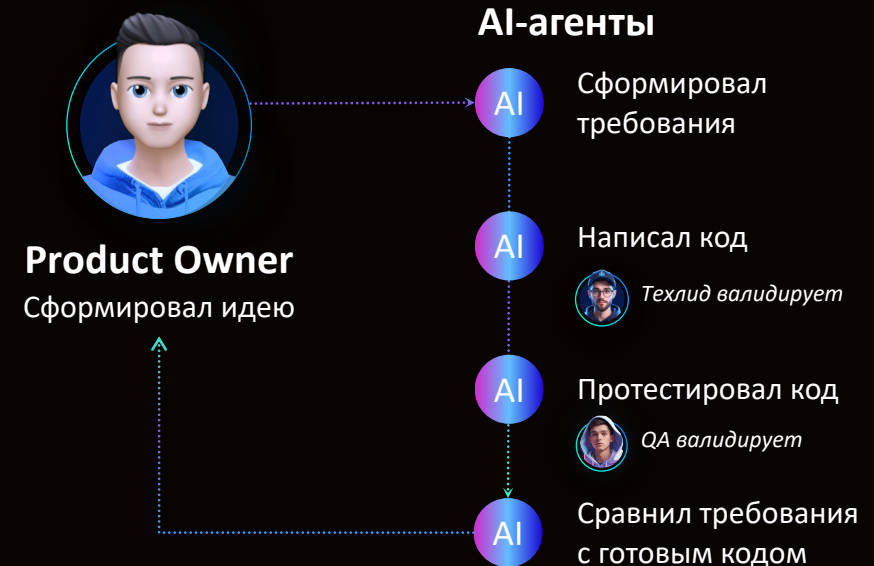 AI-агенты
Product Owner
Сформировал идею
AI
Сформировал
требования
AI
Написал код
Техлид валидирует
AI
Протестировал код
QA валидирует
AI
Сравнил требования
с готовым кодом